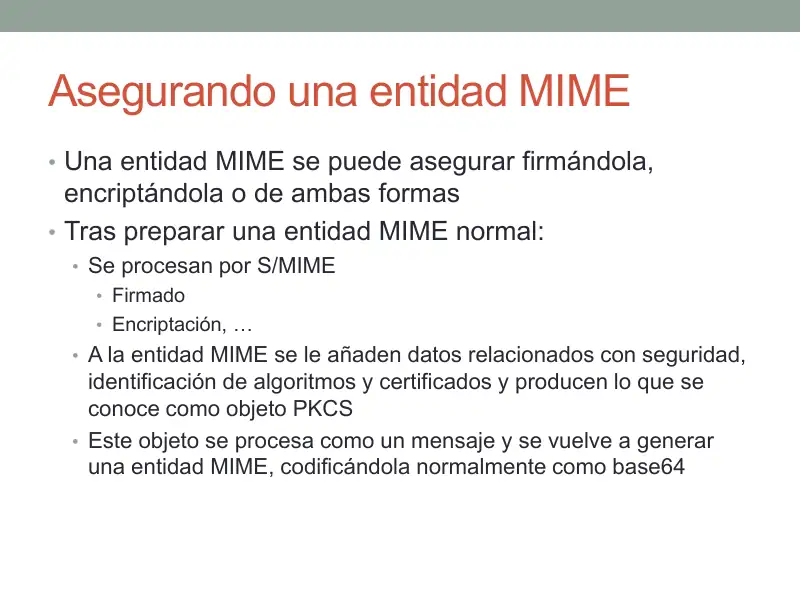 Asegurando una entidad MIME
• Una entidad MIME se puede asegurar firmándola,
encriptándola o de ambas formas
• Tras preparar una entidad MIME normal:
• Se procesan por S/MIME
• Firmado
• Encriptación, …
• A la entidad MIME se le añaden datos relacionados con seguridad,
identificación de algoritmos y certificados y producen lo que se
conoce como objeto PKCS
• Este objeto se procesa como un mensaje y se vuelve a generar
una entidad MIME, codificándola normalmente como base64